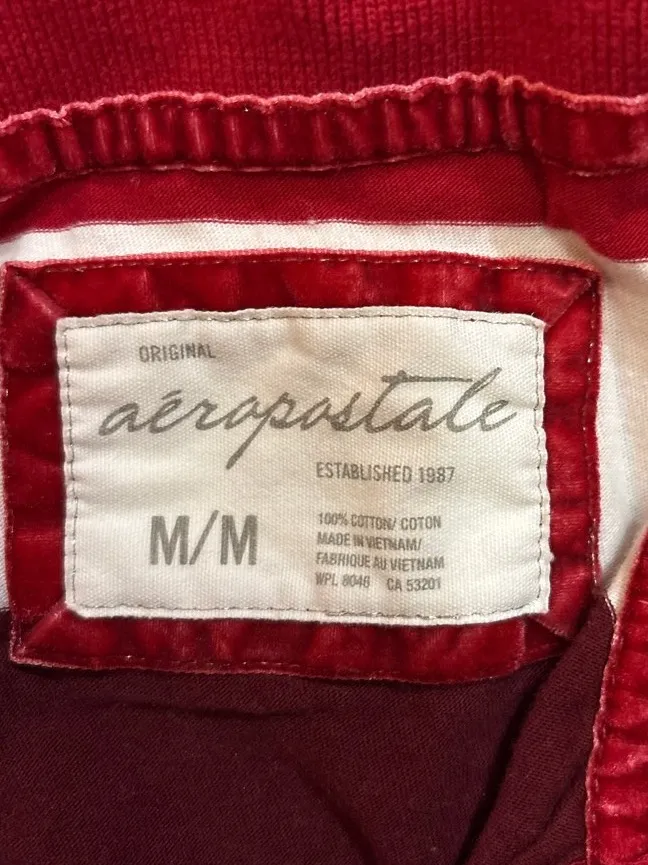 ORIGINAL
aéropostale
ESTABLISHED 1987
M/M
100% COTTON/ COTON
MADE IN VIETNAM/
FABRIQUE AU VIETNAM
WPL 8046 CA 53201